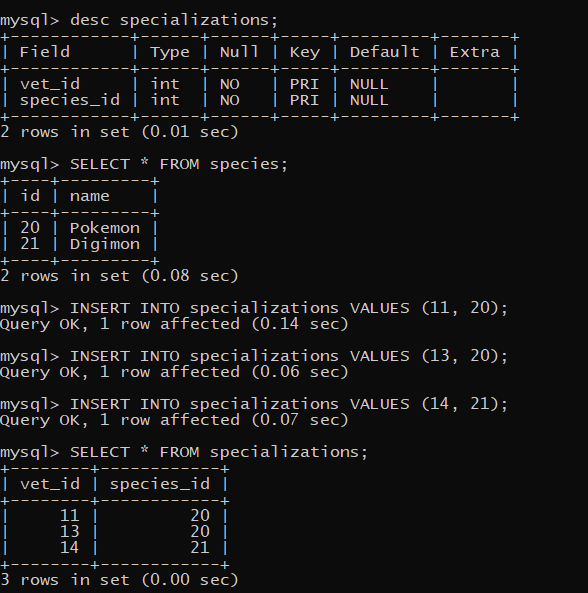 mysql> desc specializations;
+------------+------+------+-----+---------+-------+
| Field      | Type | Null | Key | Default | Extra |
+------------+------+------+-----+---------+-------+
| vet_id     | int  | NO   | PRI | NULL    |       |
| species_id | int  | NO   | PRI | NULL    |       |
+------------+------+------+-----+---------+-------+
2 rows in set (0.01 sec)

mysql> SELECT * FROM species;
+----+---------+
| id | name    |
+----+---------+
| 20 | Pokemon |
| 21 | Digimon |
+----+---------+
2 rows in set (0.08 sec)

mysql> INSERT INTO specializations VALUES (11, 20);
Query OK, 1 row affected (0.14 sec)

mysql> INSERT INTO specializations VALUES (13, 20);
Query OK, 1 row affected (0.06 sec)

mysql> INSERT INTO specializations VALUES (14, 21);
Query OK, 1 row affected (0.07 sec)

mysql> SELECT * FROM specializations;
+--------+------------+
| vet_id | species_id |
+--------+------------+
|     11 |         20 |
|     13 |         20 |
|     14 |         21 |
+--------+------------+
3 rows in set (0.00 sec)